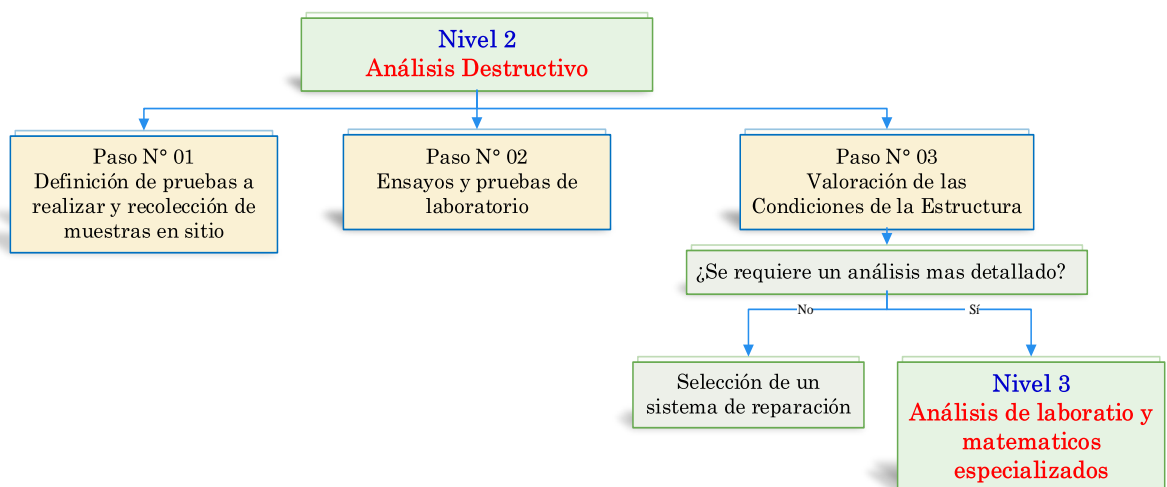 Nivel 2
Análisis Destructivo
Paso N° 01
Definición de pruebas a
realizar y recolección de
muestras en sitio
Paso N° 02
Ensayos y pruebas de
laboratorio
Paso N° 03
Valoración de las
Condiciones de la Estructura
¿Se requiere un análisis mas detallado?
No
Sí
Selección de un
sistema de reparación
Nivel 3
Análisis de laboratio y
matematicos
especializados